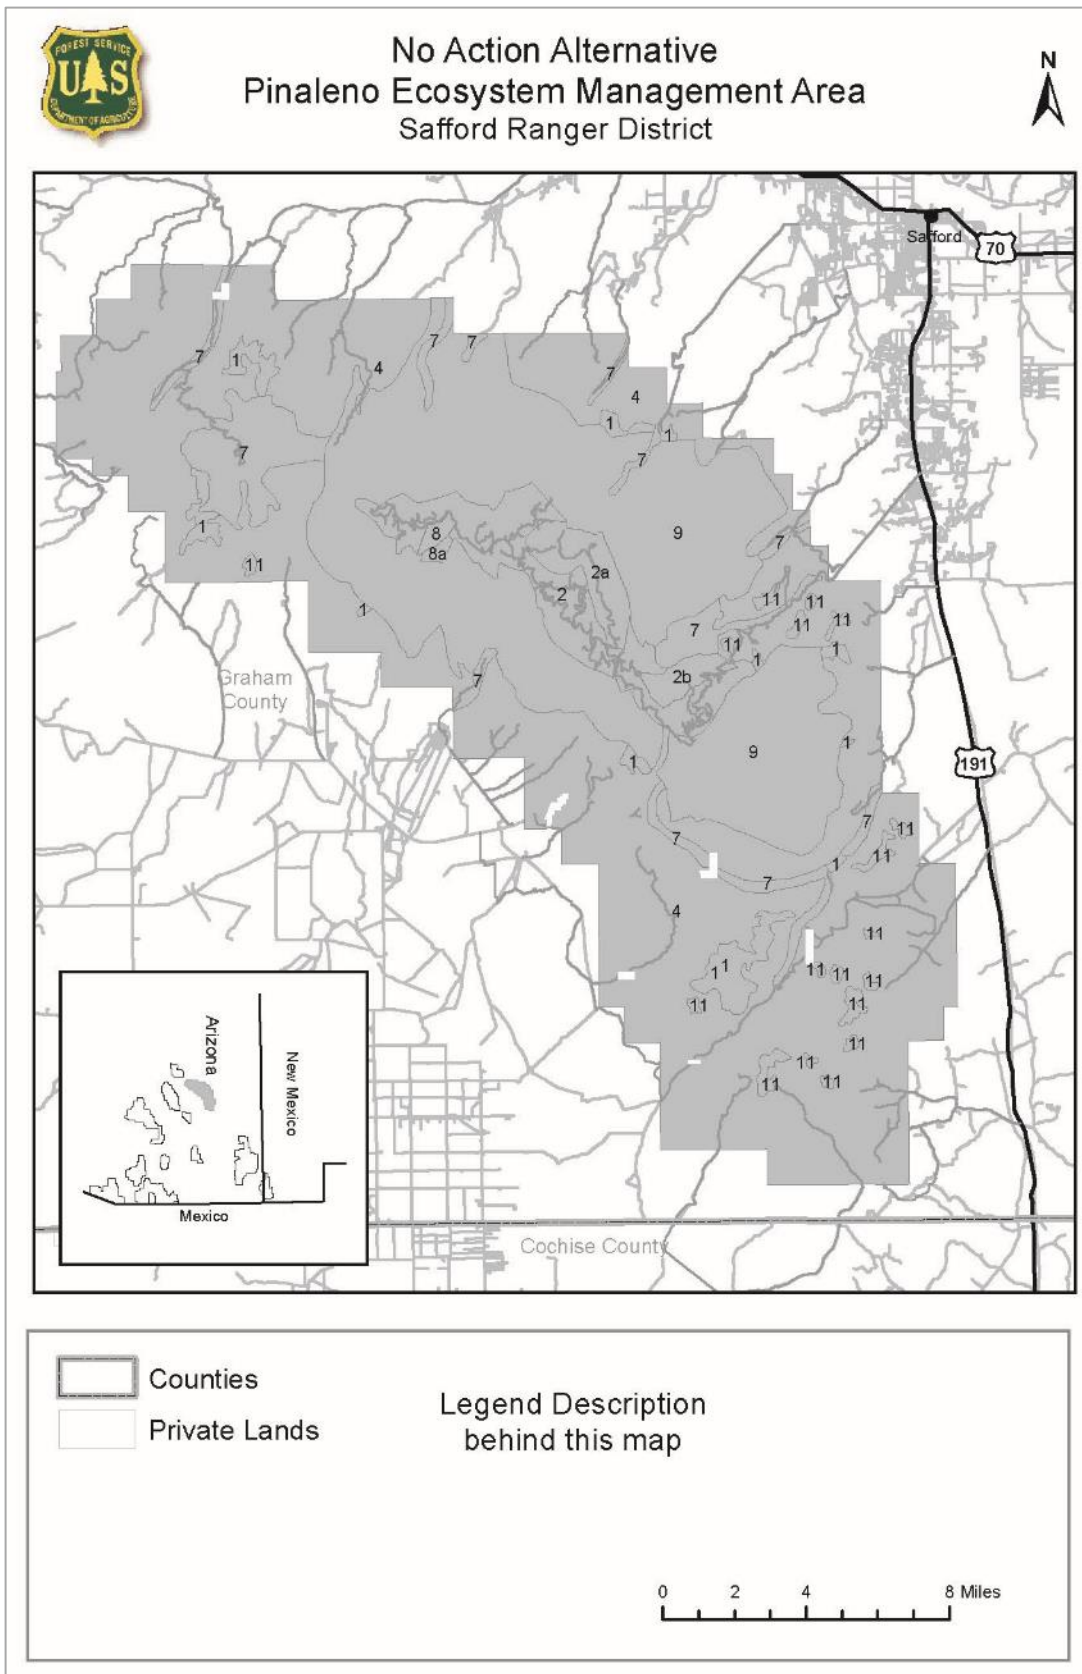 FOREST SERVICE
U S
DEPARTMENT OF AGRICULTURE
No Action Alternative
Pinaleno Ecosystem Management Area
Safford Ranger District
N
Safford
70
7
1
4
7
7
7
4
1
1
7
7
1
11
8
8a
9
7
2a
2
1
11
11
11
11
7
11
1
1
2b
7
Graham
County
9
1
1
191
7
11
7
11
1
7
4
11
1
1
11
11
11
11
11
11
11
11
11
Arizona
New Mexico
Mexico
Cochise County
Counties
Private Lands
Legend Description
behind this map
0 2 4 8 Miles